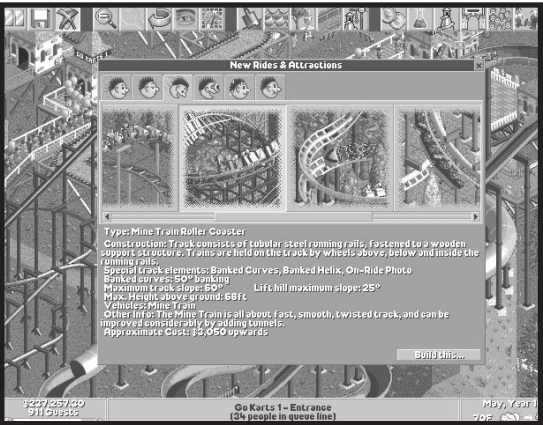 New Rides & Attractions
Type: Mine Train Roller Coaster
Construction: Track consists of tubular steel running rails, fastened to a wooden
support structure. Trains are held on the track by wheels above, below and inside the
running rails.
Special track elements: Banked Curves, Banked Helix, On-Ride Photo
Banked curves: 50° banking
Maximum track slope: 60° Lift hill maximum slope: 25°
Max. Height above ground: 68ft
Vehicles: Mine Train
Other Info: The Mine Train is all about fast, smooth, twisted track, and can be
improved considerably by adding tunnels.
Approximate Cost: $3,050 upwards
Build this...
$237,257.30
911 Guests
Go Karts 1 - Entrance
(34 people in queue line)
May, Year 1
70F